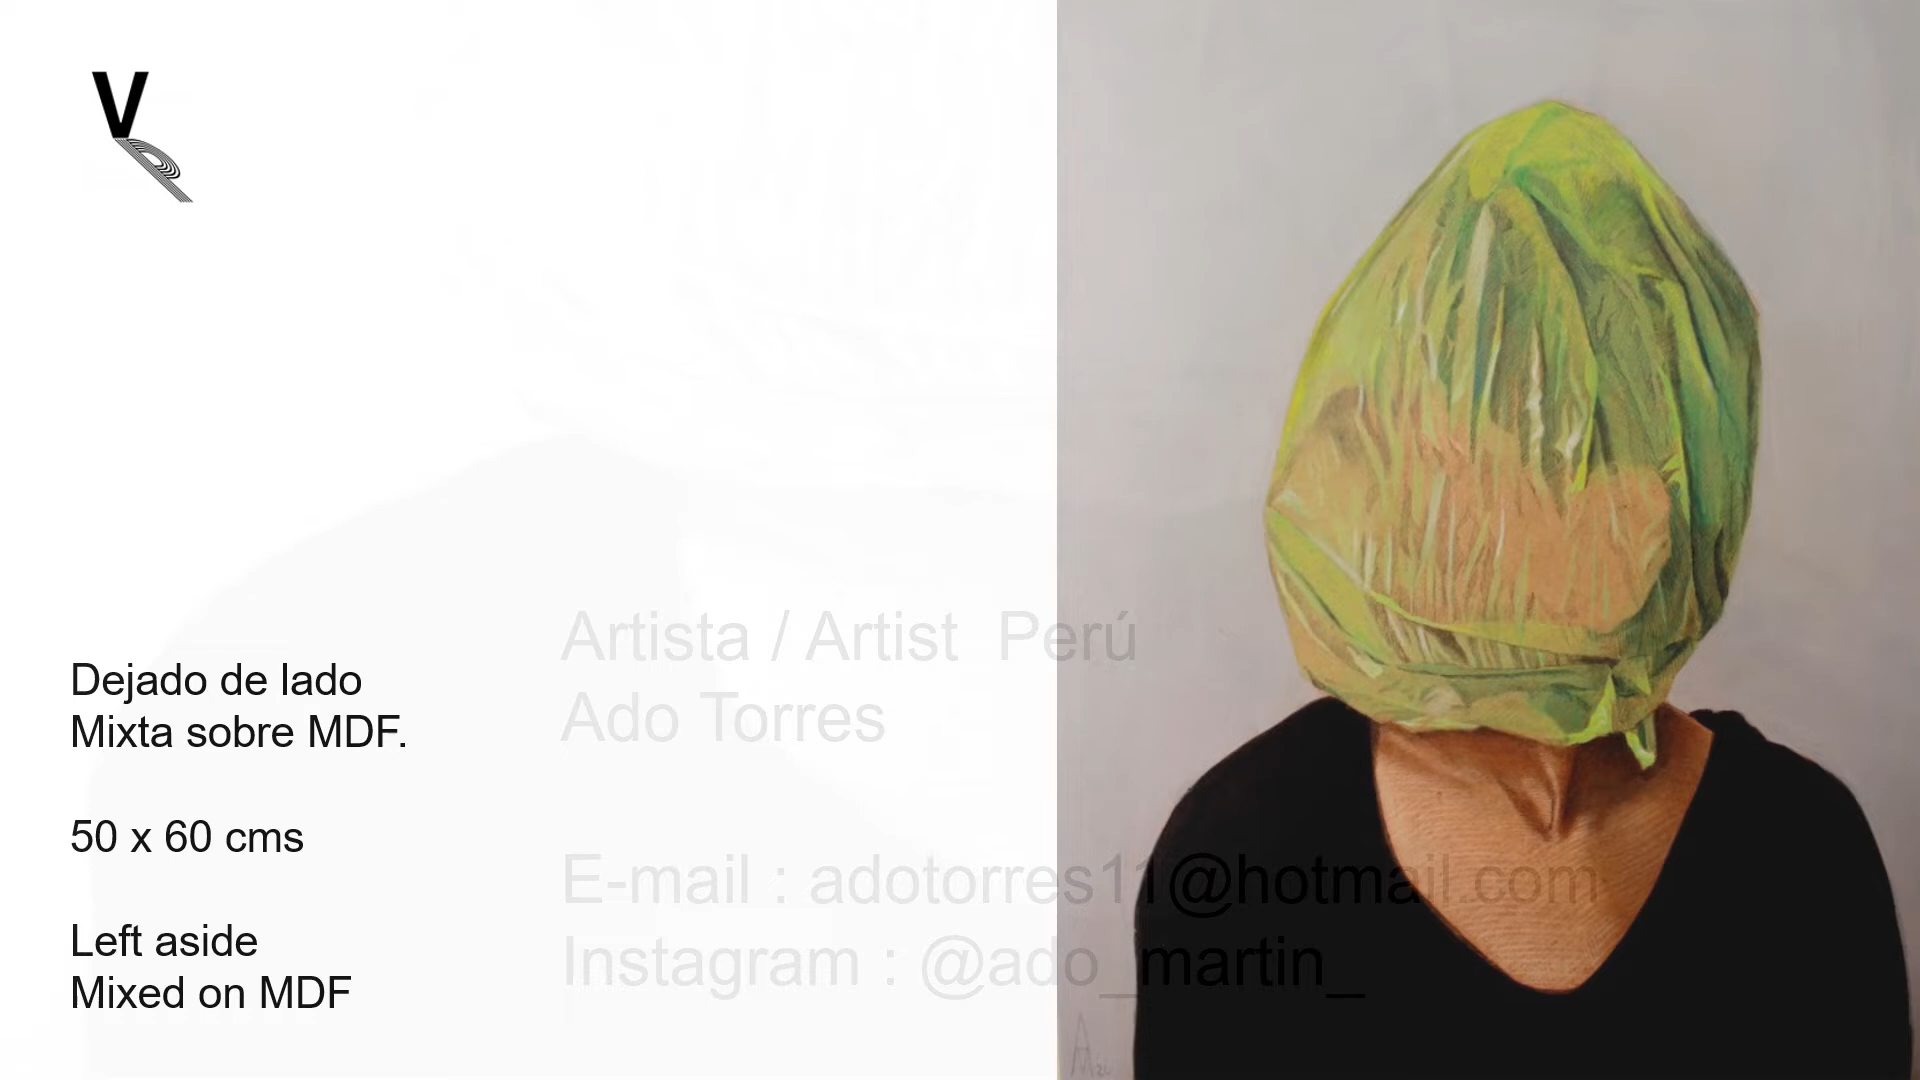 V
Dejado de lado
Mixta sobre MDF.
50 x 60 cms
Left aside
Mixed on MDF
Artista / Artist Perú
Ado Torres
E-mail : adotorres11@hotmail.com
Instagram : @ado_martin_